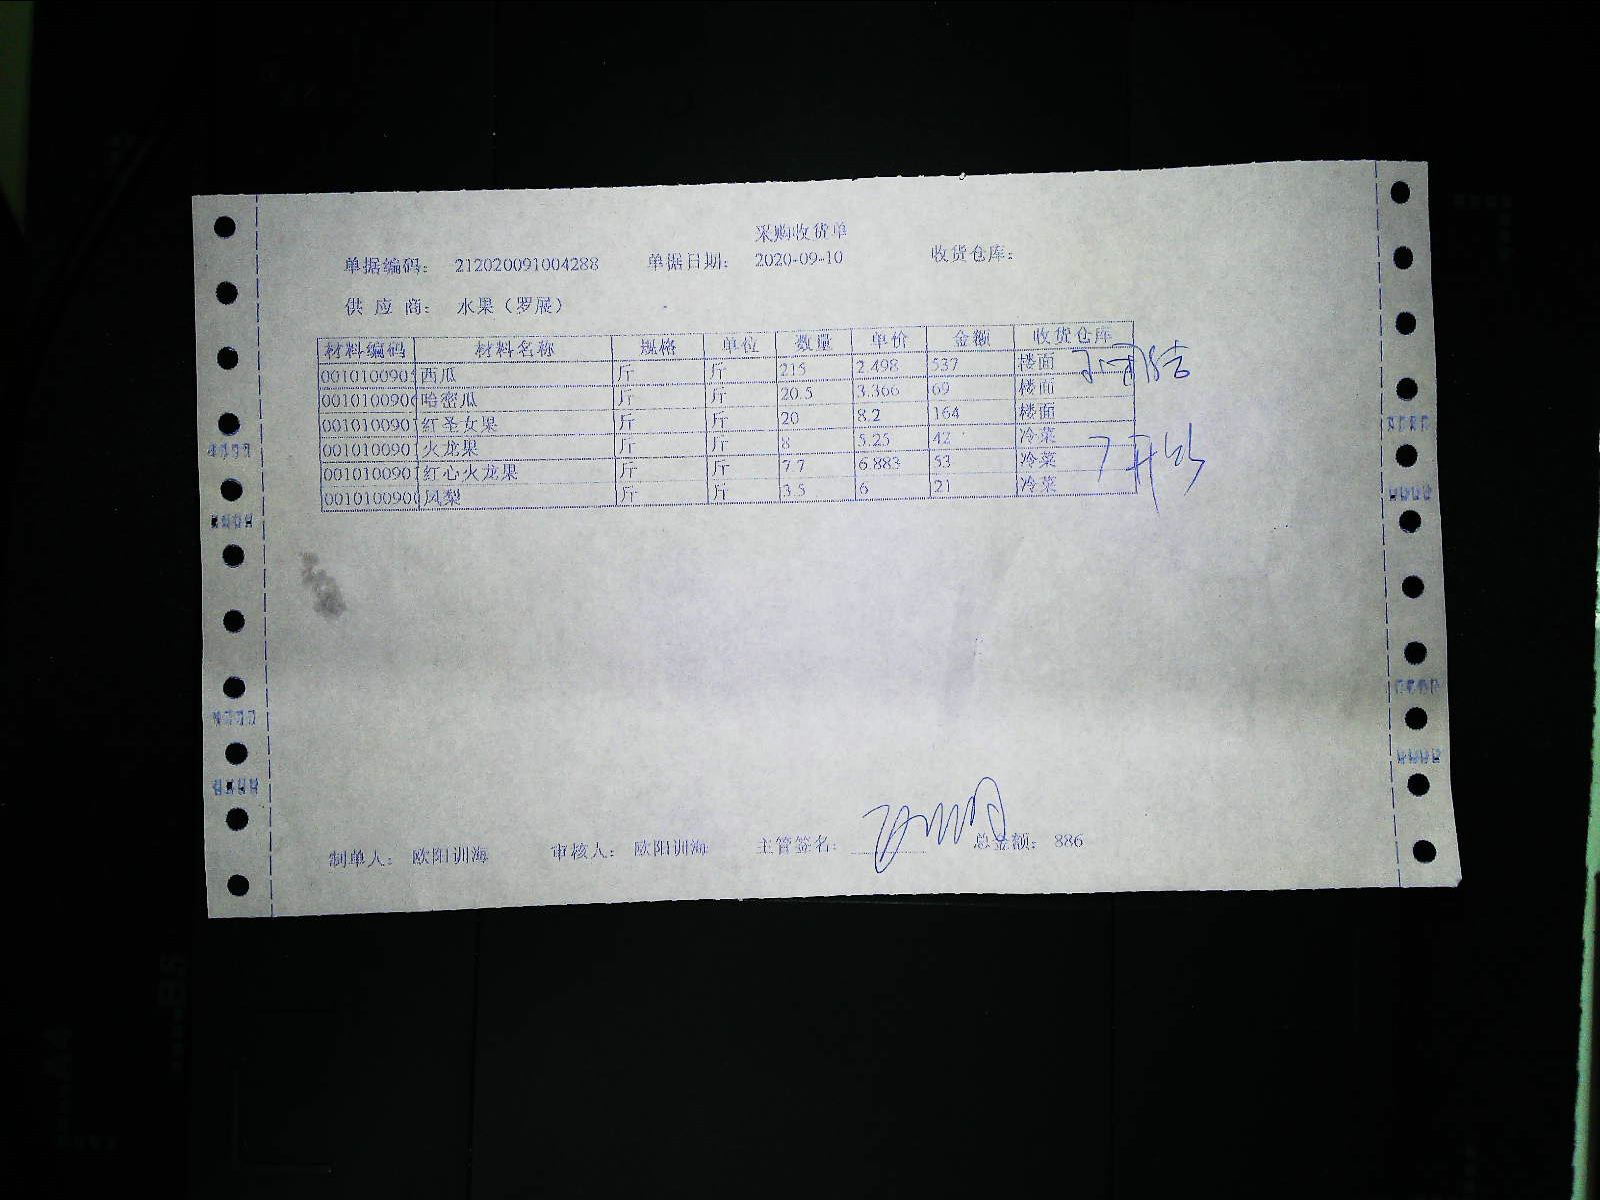 采购收货单
单据编码： 212020091004288 单据日期： 2020-09-10 收货仓库：
供 应 商： 水果（罗展）
材料编码 材料名称 规格 单位 数量 单价 金额 收货仓库
0010100905 西瓜 斤 斤 215 2.498 537 楼面
0010100906 哈密瓜 斤 斤 20.5 3.366 69 楼面
001010090 红圣女果 斤 斤 20 8.2 164 楼面
001010090 火龙果 斤 斤 8 5.25 42 冷菜
001010090 红心火龙果 斤 斤 7.7 6.883 53 冷菜
0010100900 凤梨 斤 斤 3.5 6 21 冷菜
制单人： 欧阳训海 审核人： 欧阳训海 主管签名： 总金额： 886